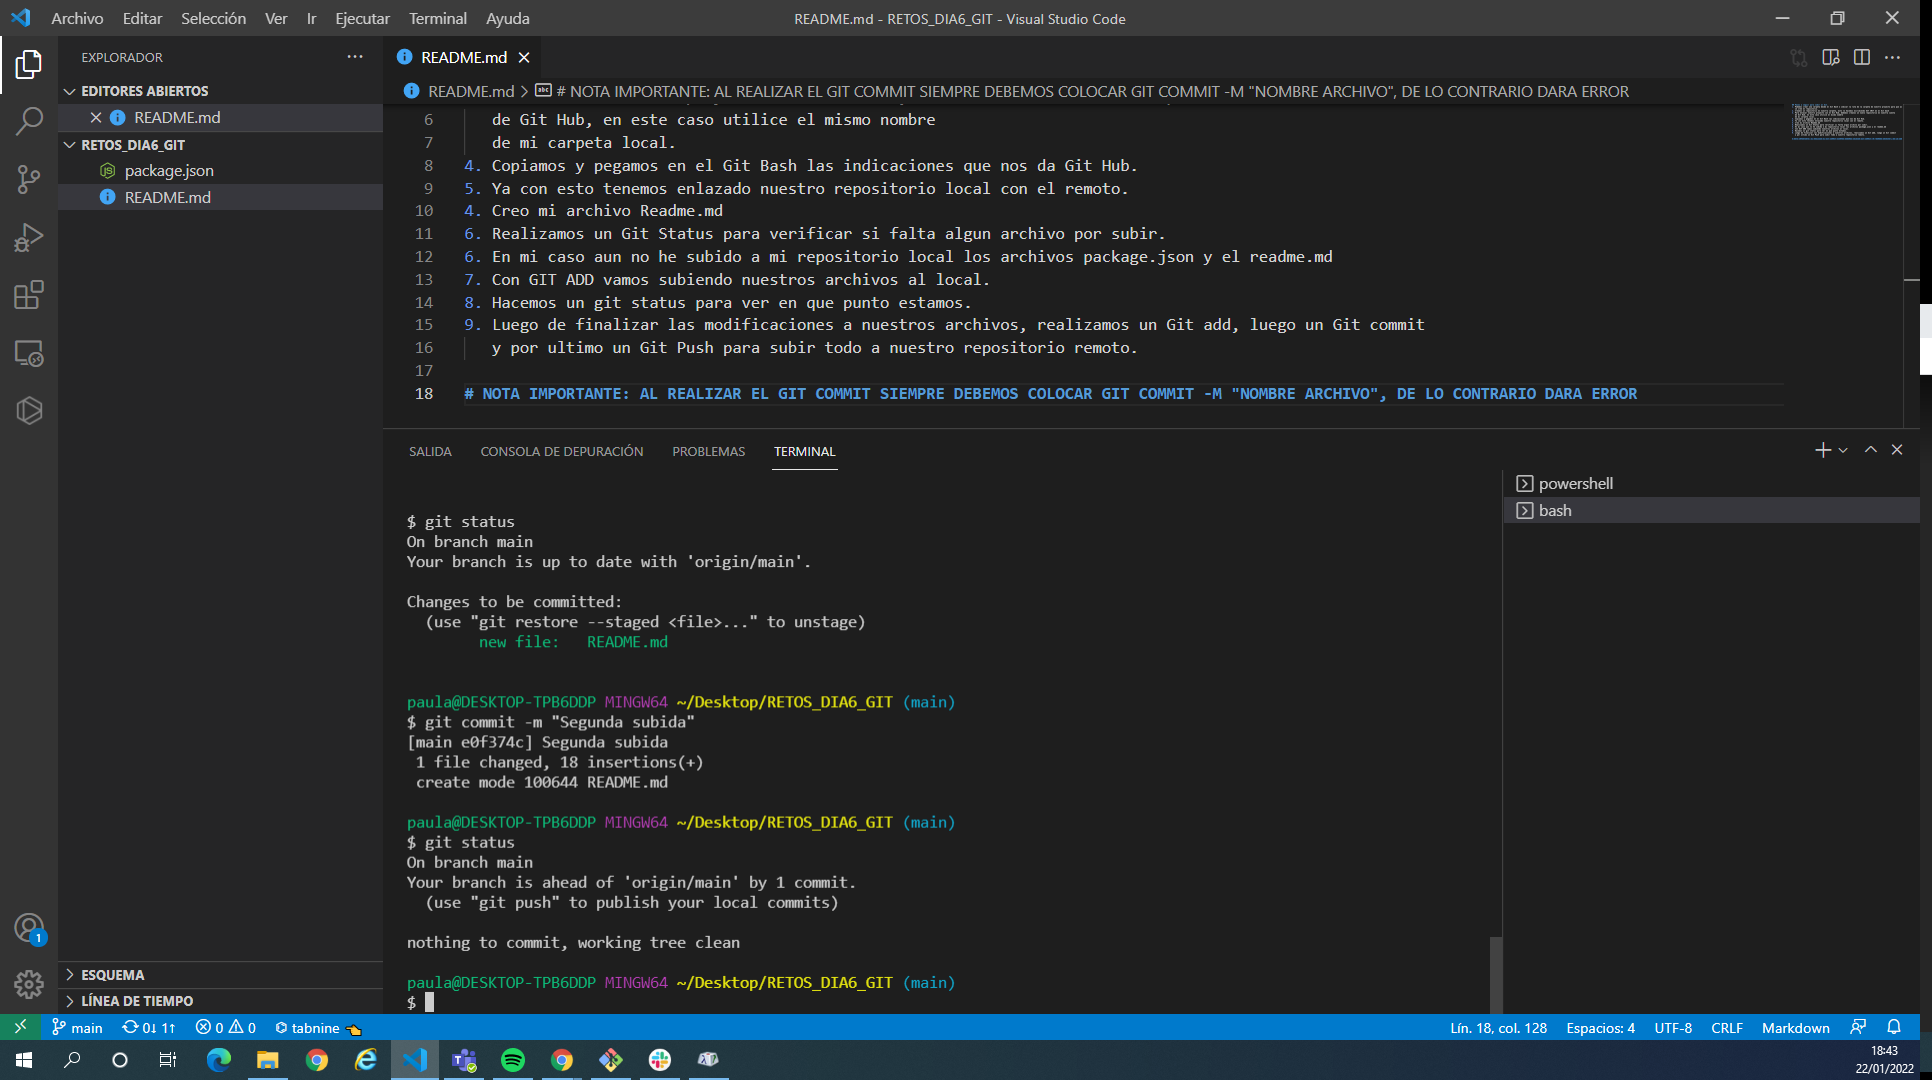 Archivo Editar Selección Ver Ir Ejecutar Terminal Ayuda
README.md - RETOS_DIA6_GIT - Visual Studio Code
EXPLORADOR
EDITORES ABIERTOS
README.md
RETOS_DIA6_GIT
package.json
README.md
ESQUEMA
LÍNEA DE TIEMPO
README.md
README.md > # NOTA IMPORTANTE: AL REALIZAR EL GIT COMMIT SIEMPRE DEBEMOS COLOCAR GIT COMMIT -M "NOMBRE ARCHIVO", DE LO CONTRARIO DARA ERROR
6 de Git Hub, en este caso utilice el mismo nombre
7 de mi carpeta local.
8 4. Copiamos y pegamos en el Git Bash las indicaciones que nos da Git Hub.
9 5. Ya con esto tenemos enlazado nuestro repositorio local con el remoto.
10 4. Creo mi archivo Readme.md
11 6. Realizamos un Git Status para verificar si falta algun archivo por subir.
12 6. En mi caso aun no he subido a mi repositorio local los archivos package.json y el readme.md
13 7. Con GIT ADD vamos subiendo nuestros archivos al local.
14 8. Hacemos un git status para ver en que punto estamos.
15 9. Luego de finalizar las modificaciones a nuestros archivos, realizamos un Git add, luego un Git commit
16 y por ultimo un Git Push para subir todo a nuestro repositorio remoto.
17
18 # NOTA IMPORTANTE: AL REALIZAR EL GIT COMMIT SIEMPRE DEBEMOS COLOCAR GIT COMMIT -M "NOMBRE ARCHIVO", DE LO CONTRARIO DARA ERROR
SALIDA CONSOLA DE DEPURACIÓN PROBLEMAS TERMINAL
powershell
bash
$ git status
On branch main
Your branch is up to date with 'origin/main'.
Changes to be committed:
(use "git restore --staged <file>..." to unstage)
new file: README.md
paula@DESKTOP-TPB6DDP MINGW64 ~/Desktop/RETOS_DIA6_GIT (main)
$ git commit -m "Segunda subida"
[main e0f374c] Segunda subida
1 file changed, 18 insertions(+)
create mode 100644 README.md
paula@DESKTOP-TPB6DDP MINGW64 ~/Desktop/RETOS_DIA6_GIT (main)
$ git status
On branch main
Your branch is ahead of 'origin/main' by 1 commit.
(use "git push" to publish your local commits)
nothing to commit, working tree clean
paula@DESKTOP-TPB6DDP MINGW64 ~/Desktop/RETOS_DIA6_GIT (main)
$
1
main 0↓ 1↑ 0 0 tabnine
Lín. 18, col. 128 Espacios: 4 UTF-8 CRLF Markdown
18:43
22/01/2022